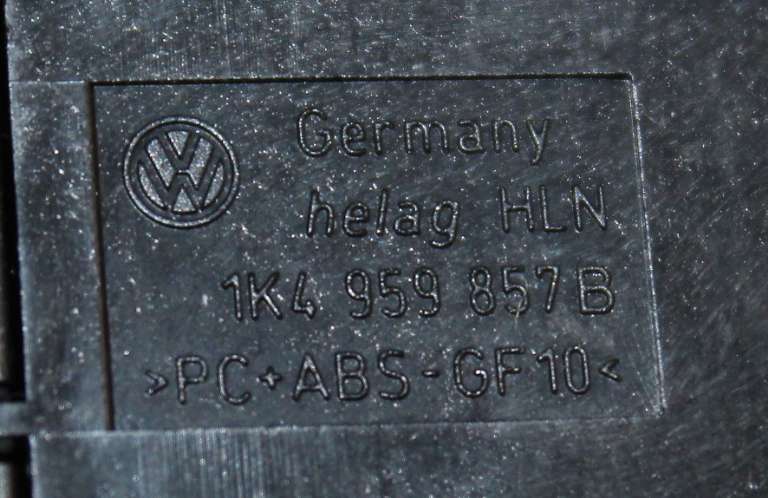 Germany
helag HLN
1K4 959 857 B
>PC+ABS-GF10<